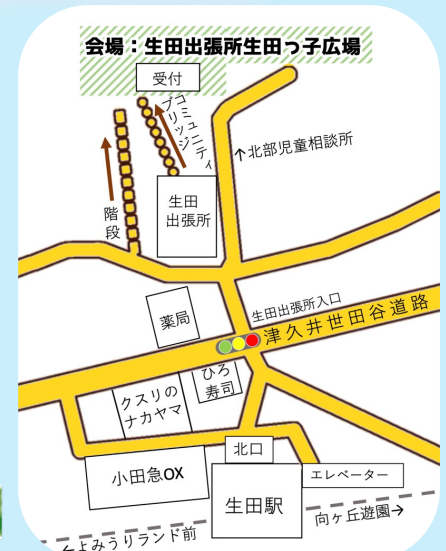 会場:生田出張所生田っ子広場
受付
コミュニティ
ブリッジ
↑北部児童相談所
階段
生田
出張所
薬局
生田出張所入口
津久井世田谷道路
ひろ
寿司
クスリの
ナカヤマ
北口
小田急OX
エレベーター
生田駅
向ヶ丘遊園→
←よみうりランド前